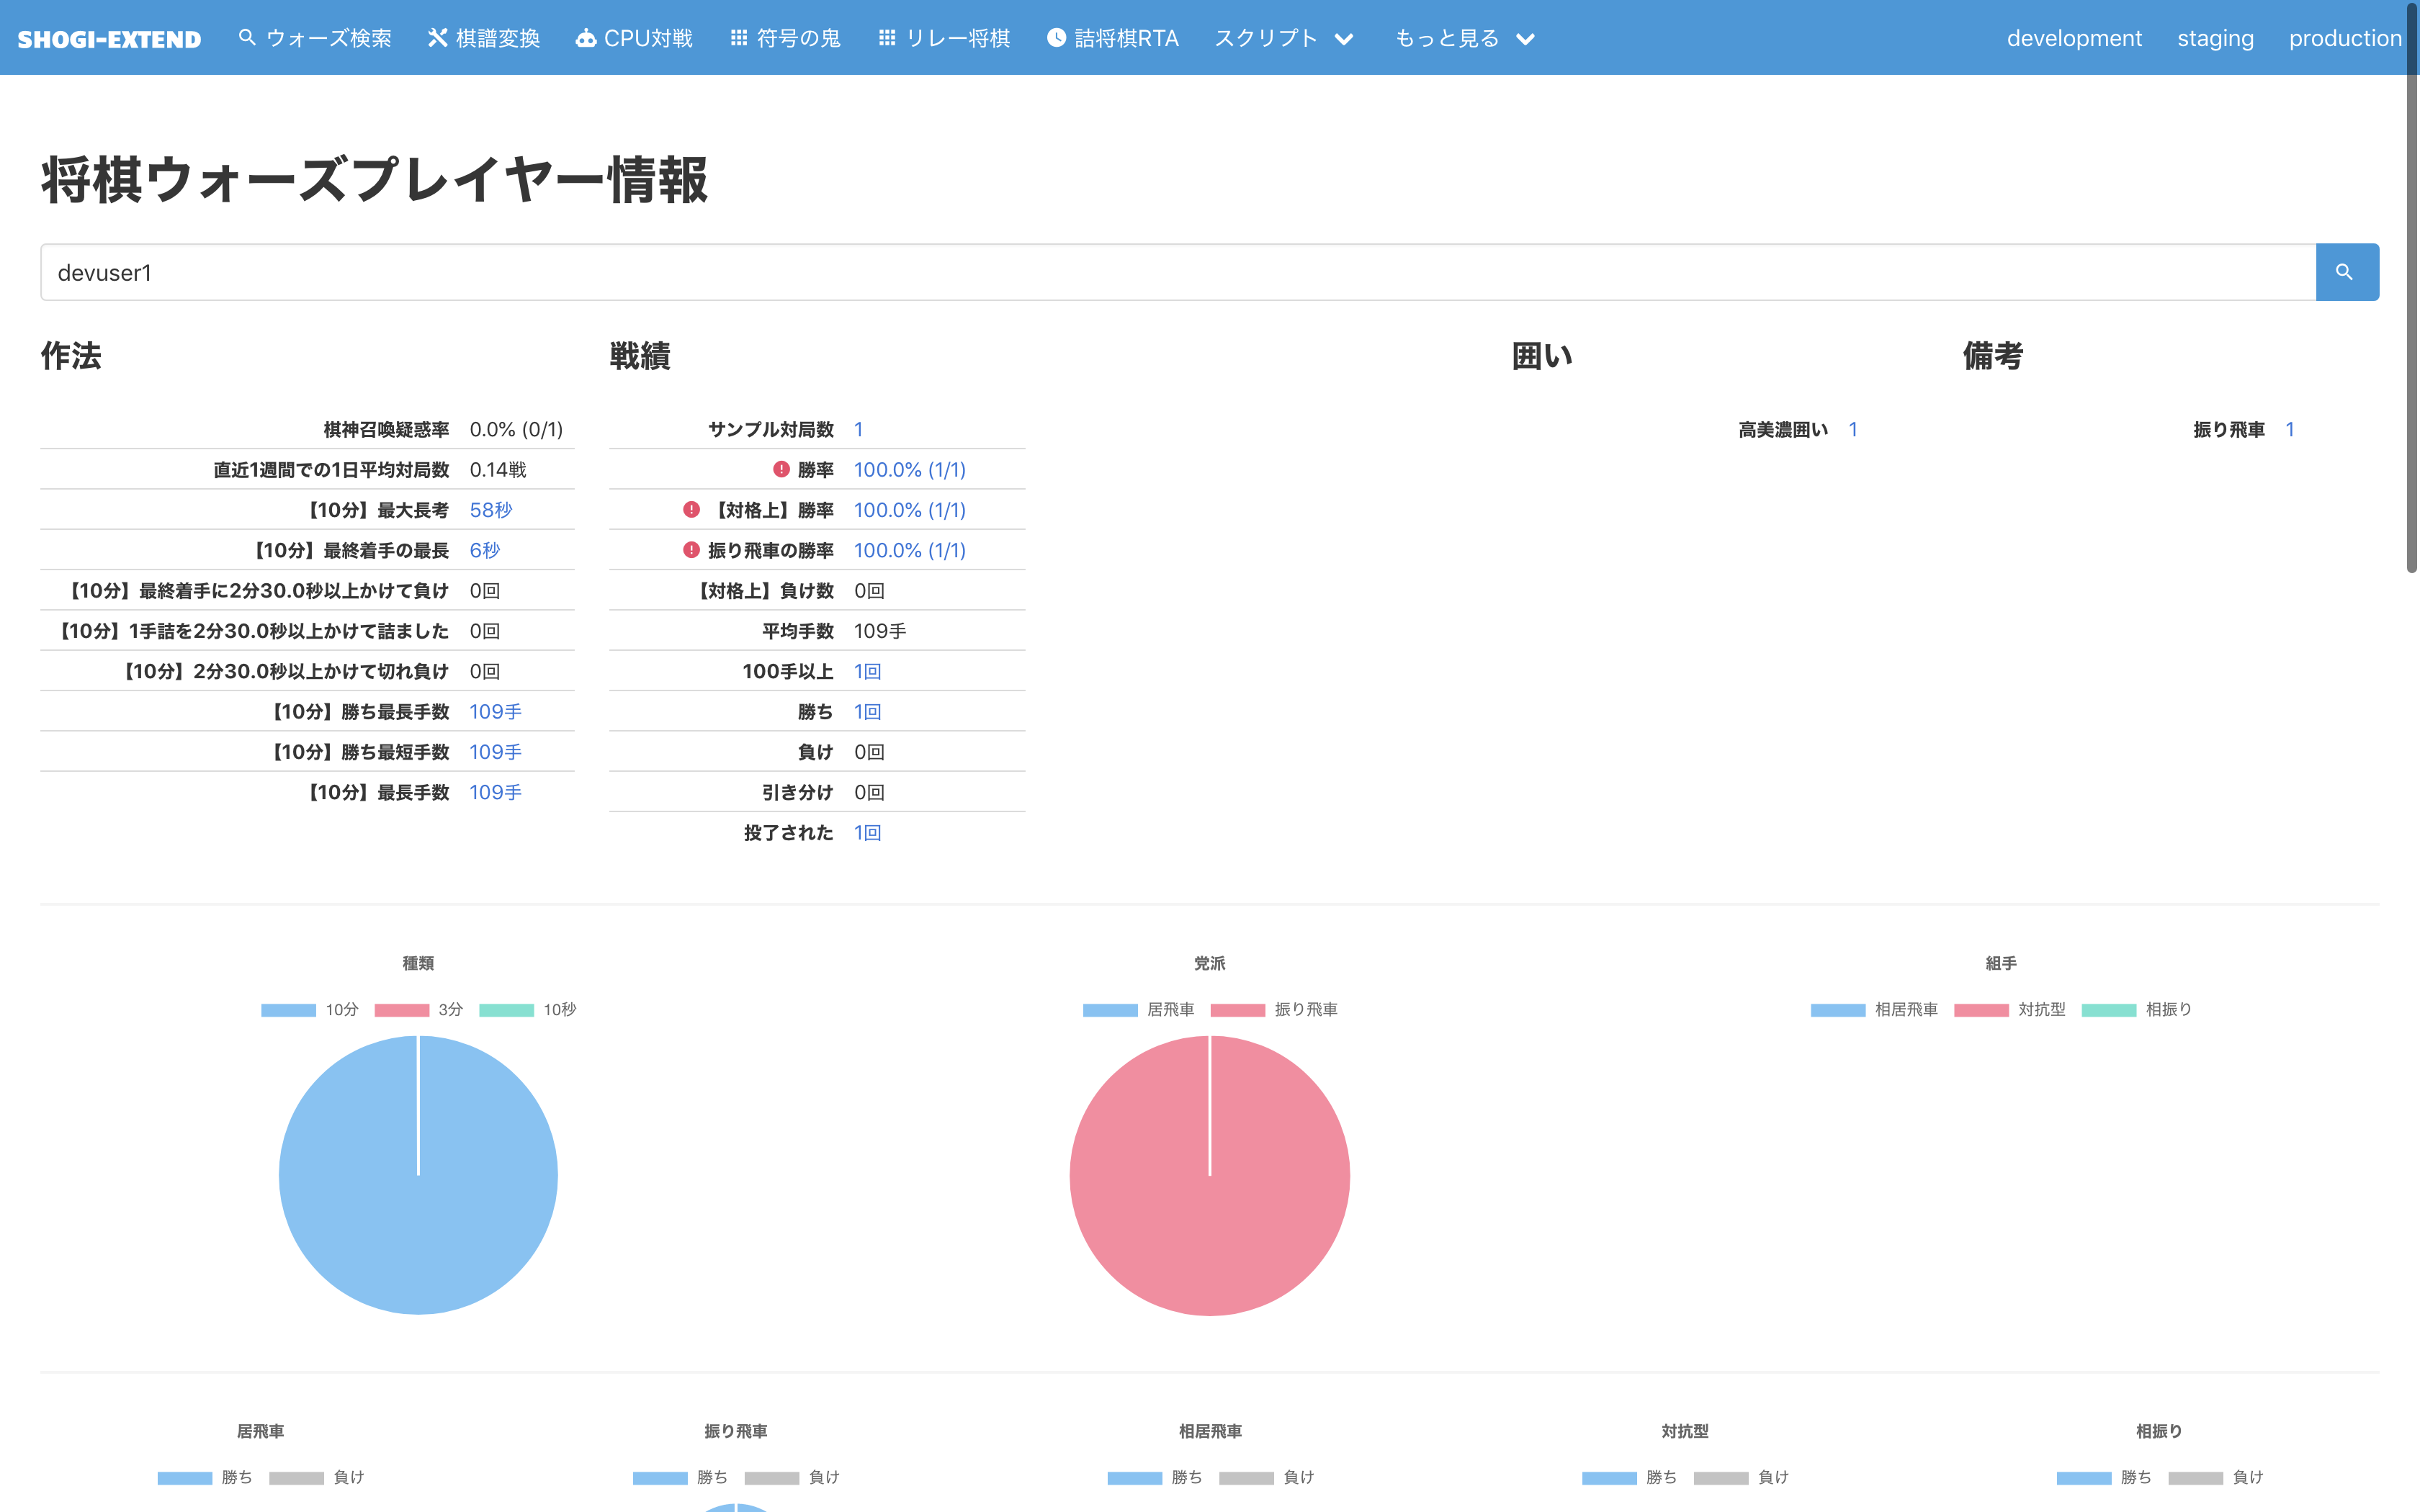 SHOGI-EXTEND ウォーズ検索 棋譜変換 CPU対戦 符号の鬼 リレー将棋 詰将棋RTA スクリプト もっと見る development staging production
将棋ウォーズプレイヤー情報
devuser1
作法
棋神召喚疑惑率 0.0% (0/1)
直近1週間での1日平均対局数 0.14戦
【10分】最大長考 58秒
【10分】最終着手の最長 6秒
【10分】最終着手に2分30.0秒以上かけて負け 0回
【10分】1手詰を2分30.0秒以上かけて詰ました 0回
【10分】2分30.0秒以上かけて切れ負け 0回
【10分】勝ち最長手数 109手
【10分】勝ち最短手数 109手
【10分】最長手数 109手
戦績
サンプル対局数 1
勝率 100.0% (1/1)
【対格上】勝率 100.0% (1/1)
振り飛車の勝率 100.0% (1/1)
【対格上】負け数 0回
平均手数 109手
100手以上 1回
勝ち 1回
負け 0回
引き分け 0回
投了された 1回
囲い
高美濃囲い 1
備考
振り飛車 1
種類
10分 3分 10秒
党派
居飛車 振り飛車
組手
相居飛車 対抗型 相振り
居飛車
勝ち 負け
振り飛車
勝ち 負け
相居飛車
勝ち 負け
対抗型
勝ち 負け
相振り
勝ち 負け